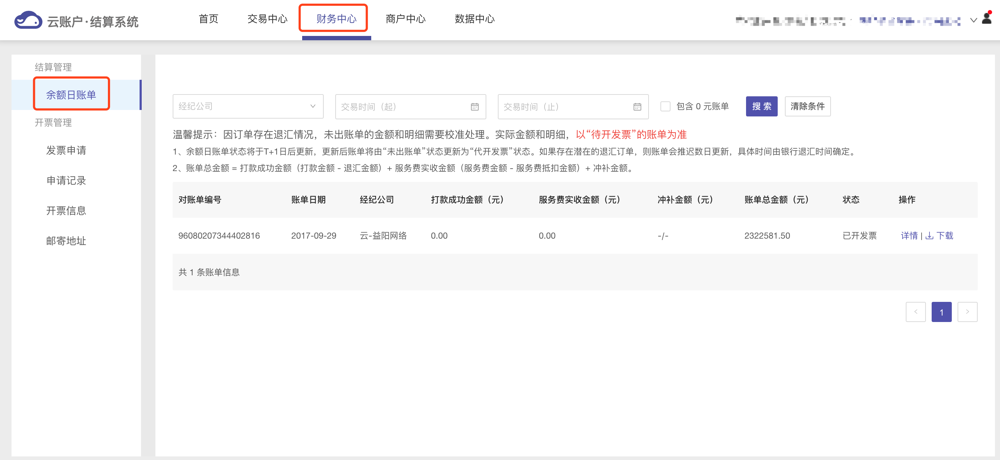 云账户·结算系统
首页 交易中心 财务中心 商户中心 数据中心
结算管理
余额日账单
开票管理
发票申请
申请记录
开票信息
邮寄地址
经纪公司 交易时间（起） 交易时间（止） 包含 0 元账单 搜 索 清除条件
温馨提示：因订单存在退汇情况，未出账单的金额和明细需要校准处理。实际金额和明细，以“待开发票”的账单为准
1、余额日账单状态将于T+1日后更新，更新后账单将由“未出账单”状态更新为“代开发票”状态。如果存在潜在的退汇订单，则账单会推迟数日更新，具体时间由银行退汇时间确定。
2、账单总金额 = 打款成功金额（打款金额 - 退汇金额）+ 服务费实收金额（服务费金额 - 服务费抵扣金额）+ 冲补金额。
对账单编号 账单日期 经纪公司 打款成功金额（元） 服务费实收金额（元） 冲补金额（元） 账单总金额（元） 状态 操作
96080207344402816 2017-09-29 云-益阳网络 0.00 0.00 -/- 2322581.50 已开发票 详情 | 下载
共 1 条账单信息
< 1 >